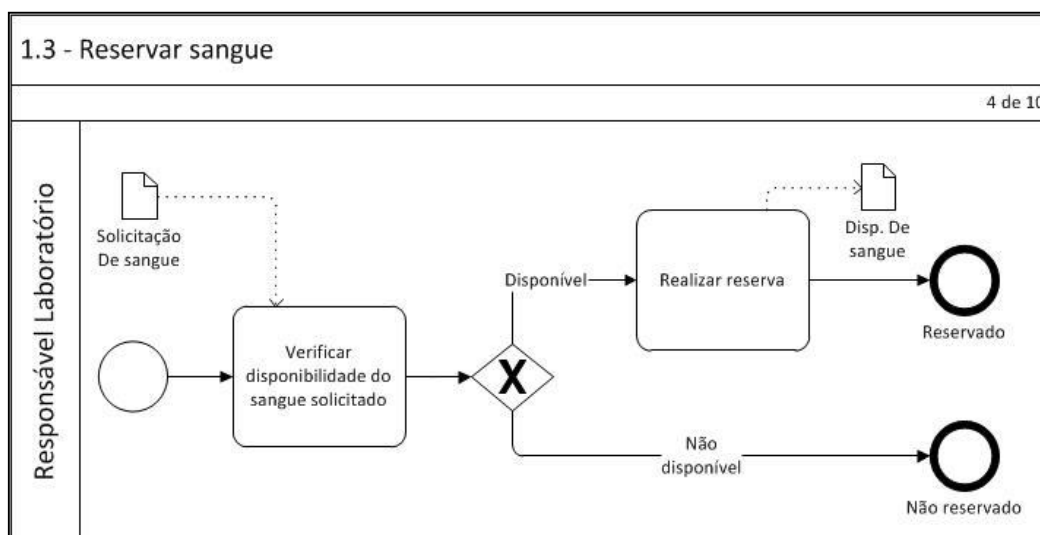 1.3 - Reservar sangue
4 de 10
Responsável Laboratório
Solicitação
De sangue
Verificar
disponibilidade do
sangue solicitado
X
Disponível
Realizar reserva
Disp. De
sangue
Reservado
Não
disponível
Não reservado